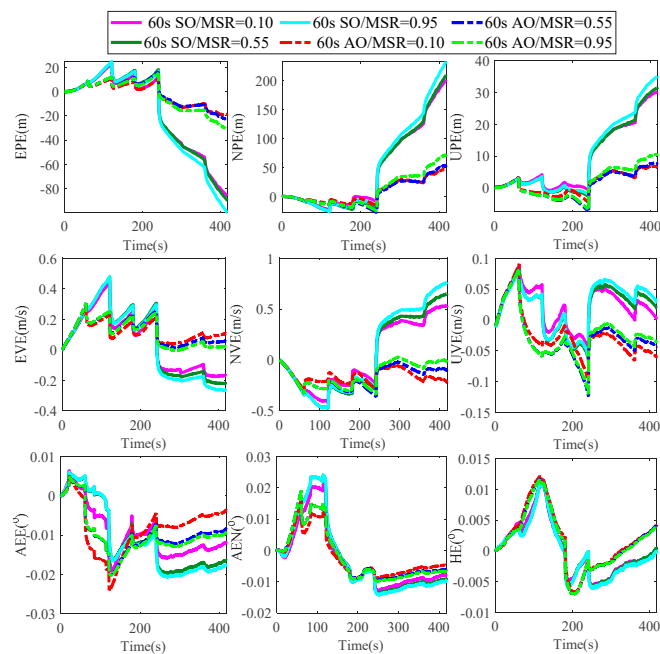 60s SO/MSR=0.10 60s SO/MSR=0.95 60s AO/MSR=0.55
60s SO/MSR=0.55 60s AO/MSR=0.10 60s AO/MSR=0.95
EPE(m)
20
0
-20
-40
-60
-80
0 200 400
Time(s)
NPE(m)
200
150
100
50
0
0 200 400
Time(s)
UPE(m)
30
20
10
0
0 200 400
Time(s)
EVE(m/s)
0.6
0.4
0.2
0
-0.2
-0.4
0 200 400
Time(s)
NVE(m/s)
1
0.5
0
-0.5
0 200 400
Time(s)
UVE(m/s)
0.1
0.05
0
-0.05
-0.1
-0.15
0 200 400
Time(s)
AEE(⁰)
0.01
0
-0.01
-0.02
-0.03
0 200 400
Time(s)
AEN(⁰)
0.03
0.02
0.01
0
-0.01
-0.02
0 100 200 300 400
Time(s)
HE(⁰)
0.015
0.01
0.005
0
-0.005
-0.01
0 200 400
Time(s)